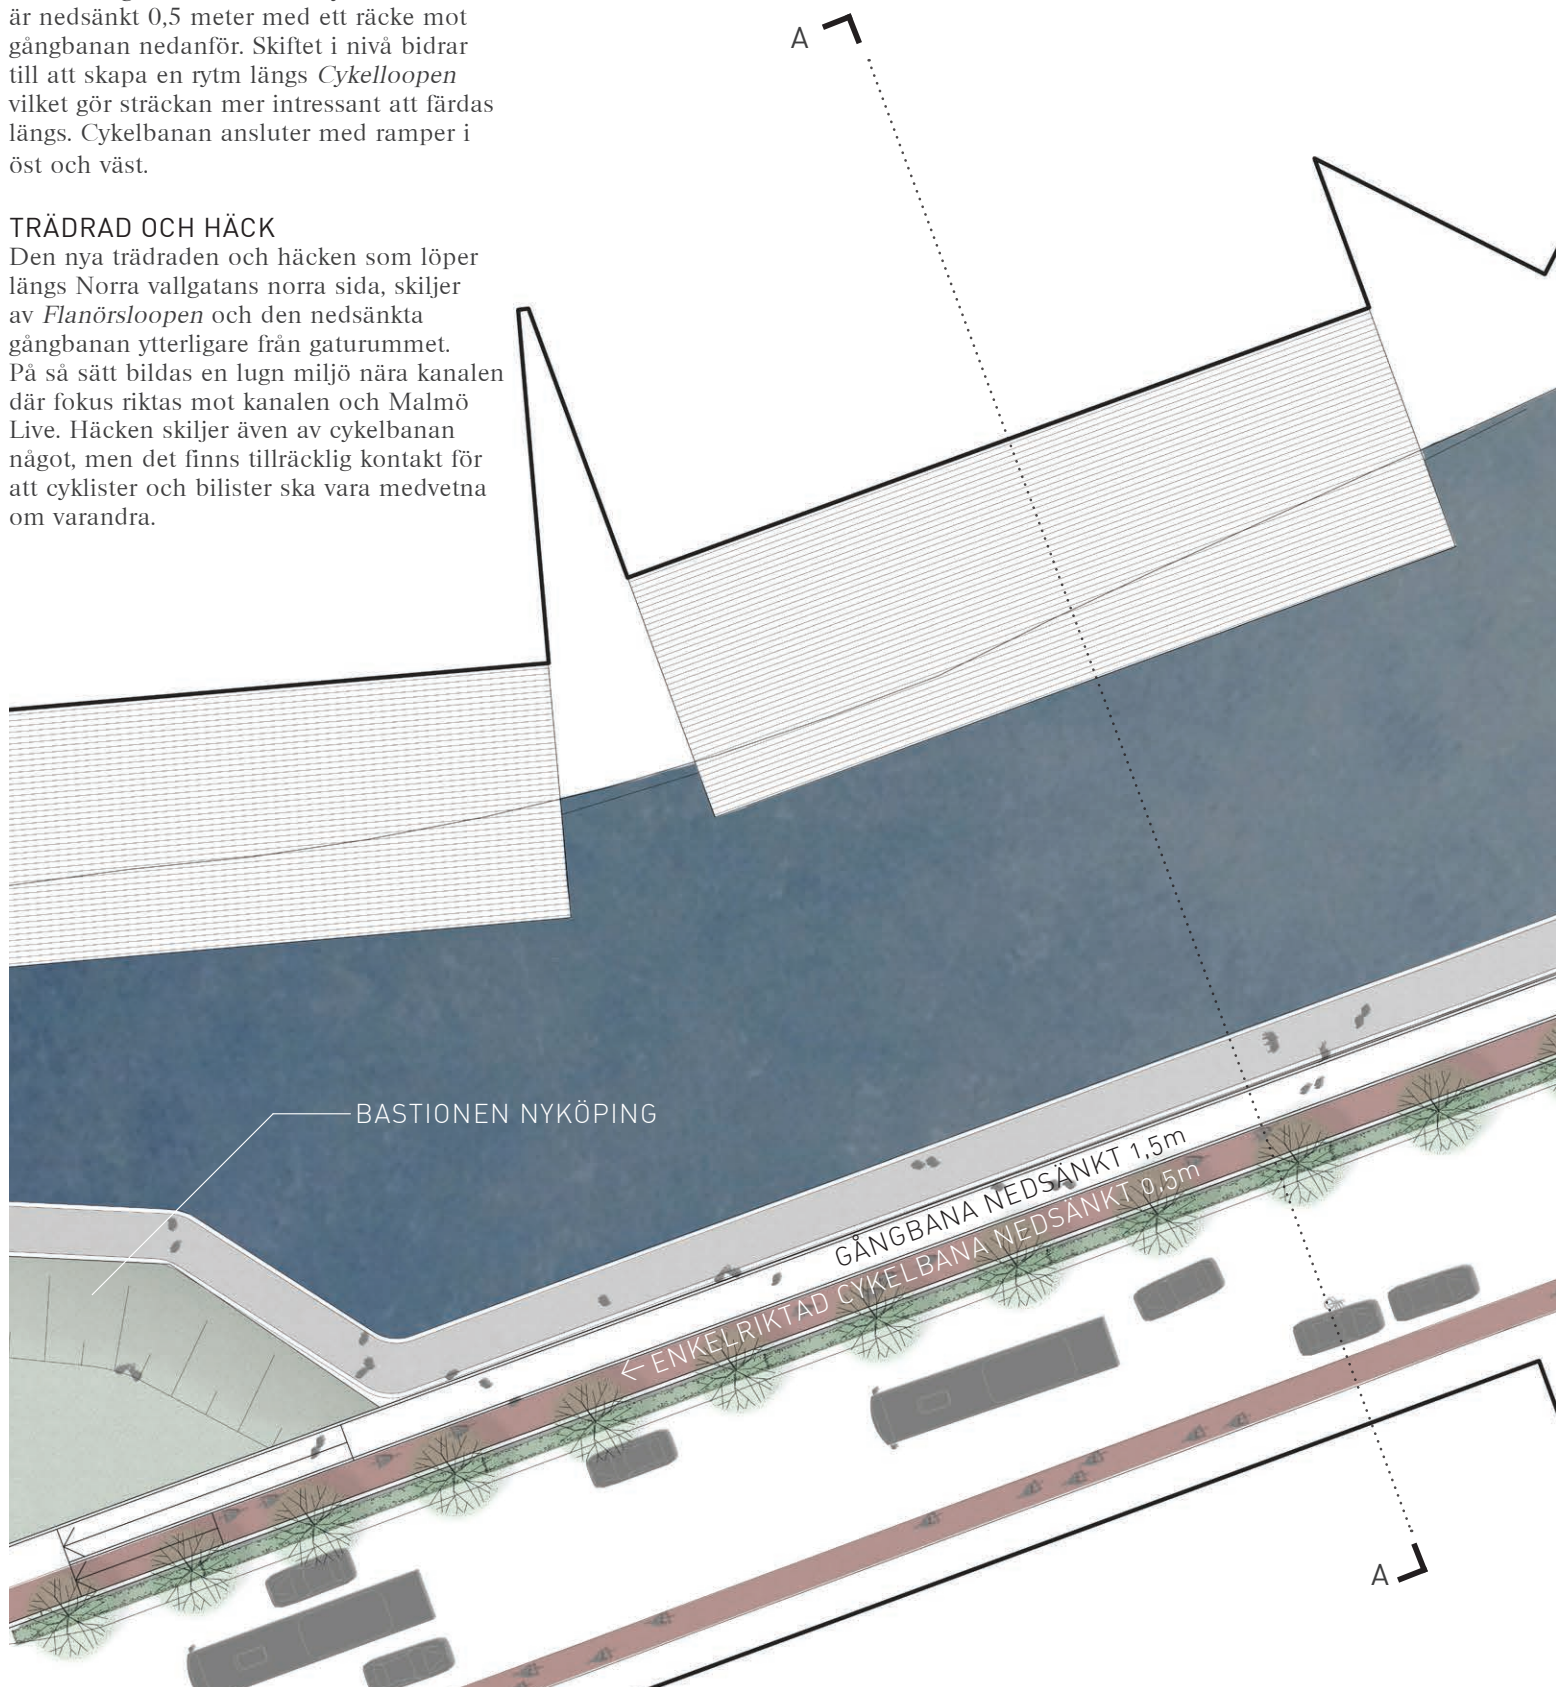 är nedsänkt 0,5 meter med ett räcke mot
gångbanan nedanför. Skiftet i nivå bidrar
till att skapa en rytm längs Cykelloopen
vilket gör sträckan mer intressant att färdas
längs. Cykelbanan ansluter med ramper i
öst och väst.
TRÄDRAD OCH HÄCK
Den nya trädraden och häcken som löper
längs Norra vallgatans norra sida, skiljer
av Flanörsloopen och den nedsänkta
gångbanan ytterligare från gaturummet.
På så sätt bildas en lugn miljö nära kanalen
där fokus riktas mot kanalen och Malmö
Live. Häcken skiljer även av cykelbanan
något, men det finns tillräcklig kontakt för
att cyklister och bilister ska vara medvetna
om varandra.
A
BASTIONEN NYKÖPING
GÅNGBANA NEDSÄNKT 1,5m
← ENKELRIKTAD CYKELBANA NEDSÄNKT 0,5m
A